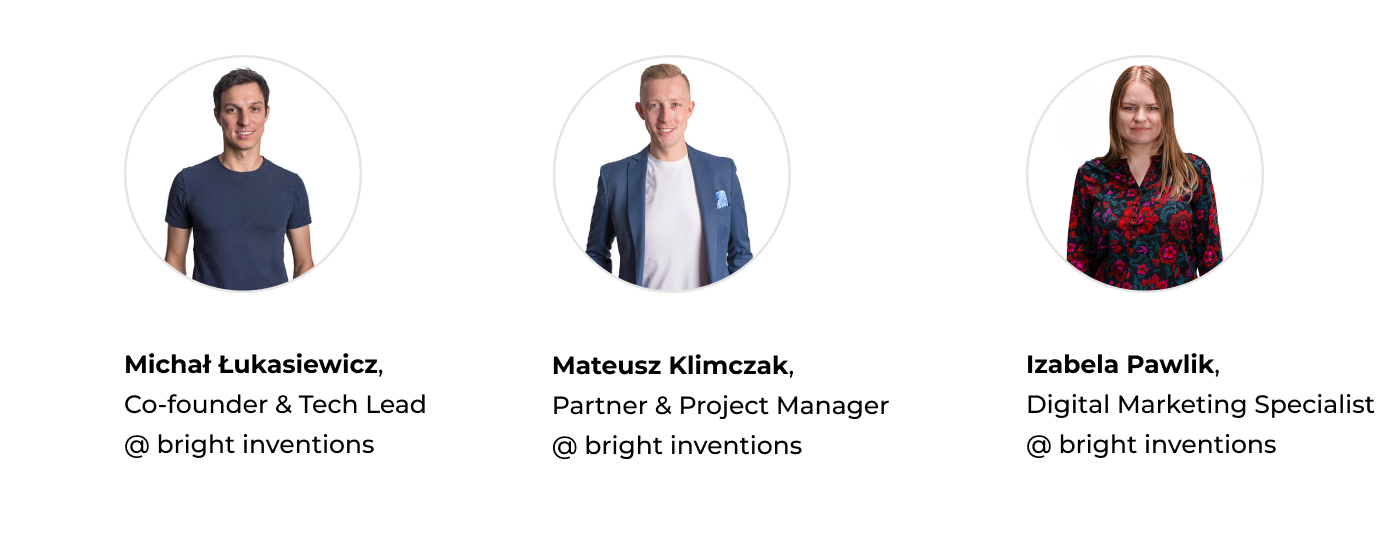 Michał Łukasiewicz,
Co-founder & Tech Lead
@ bright inventions
Mateusz Klimczak,
Partner & Project Manager
@ bright inventions
Izabela Pawlik,
Digital Marketing Specialist
@ bright inventions